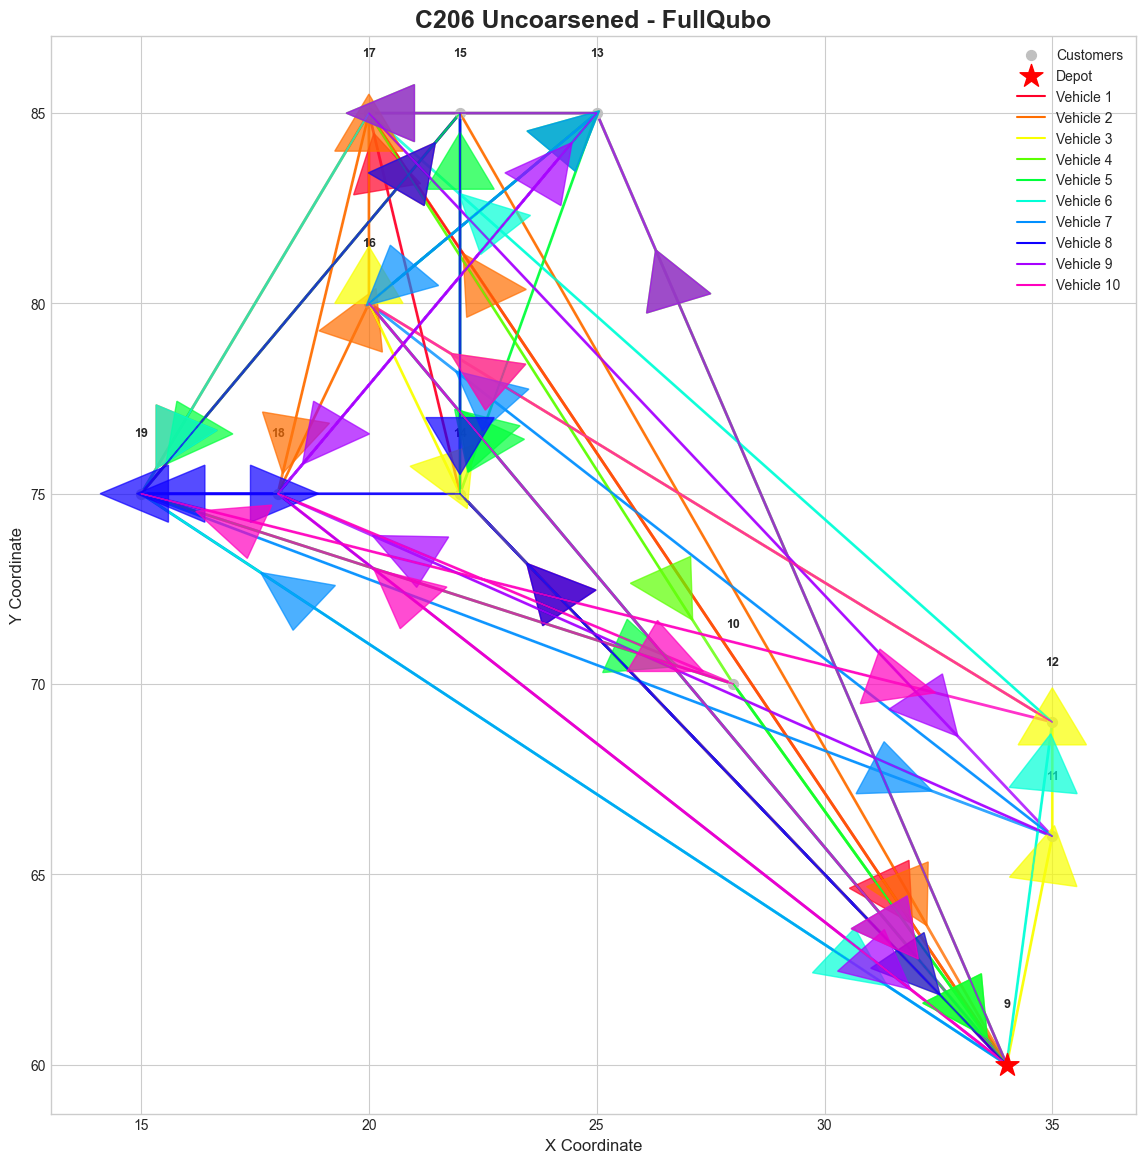 C206 Uncoarsened - FullQubo
17 15 13
Customers
Depot
Vehicle 1
Vehicle 2
Vehicle 3
Vehicle 4
Vehicle 5
Vehicle 6
Vehicle 7
Vehicle 8
Vehicle 9
Vehicle 10
16
19 18
10
12
11
9
85
80
75
70
65
60
Y Coordinate
15 20 25 30 35
X Coordinate